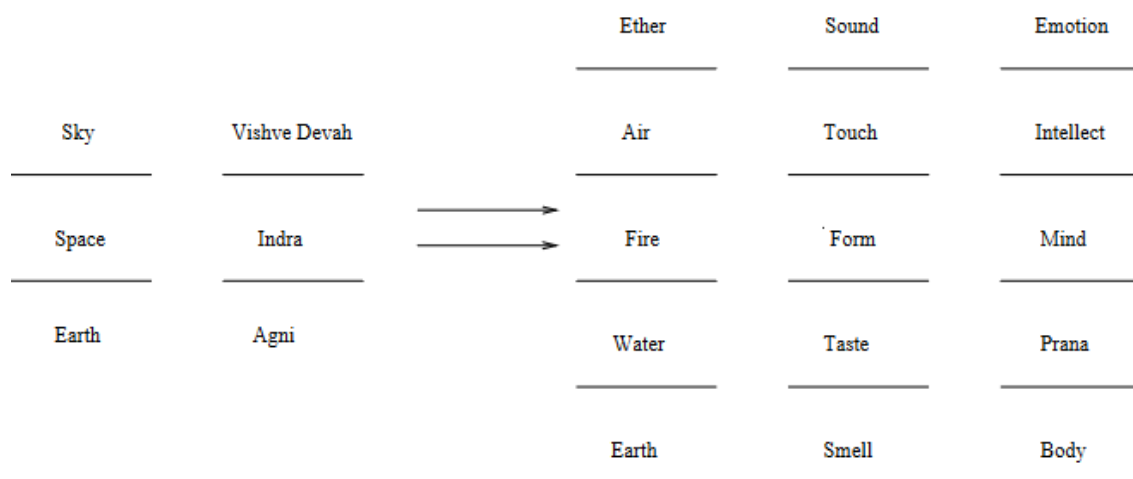 Ether Sound Emotion
Sky Vishve Devah Air Touch Intellect
Space Indra Fire Form Mind
Earth Agni Water Taste Prana
Earth Smell Body